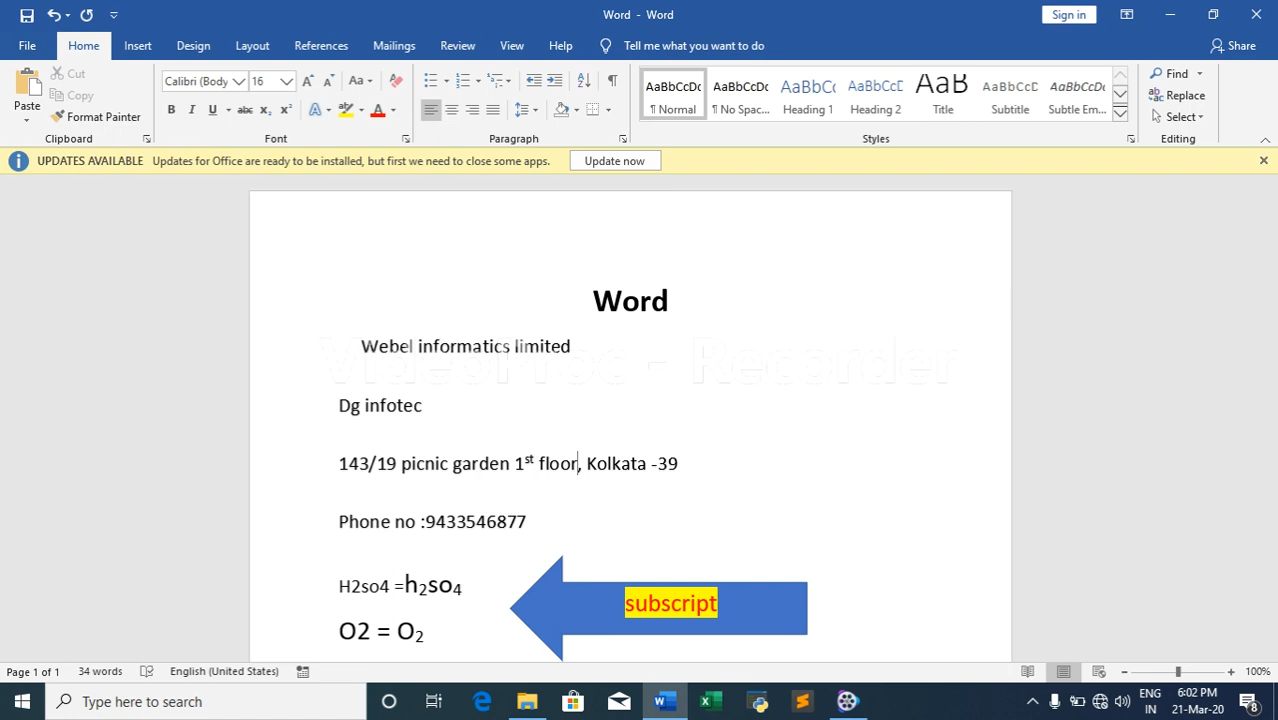 Word - Word
Sign in
File Home Insert Design Layout References Mailings Review View Help Tell me what you want to do Share
Paste
Cut
Copy
Format Painter
Clipboard
Calibri (Body 16
Font
Paragraph
AaBbCcDc AaBbCcDc AaBbCc AaBbCcD AaB AaBbCcD AaBbCcDc
¶ Normal ¶ No Spac... Heading 1 Heading 2 Title Subtitle Subtle Em...
Styles
Find
Replace
Select
Editing
UPDATES AVAILABLE Updates for Office are ready to be installed, but first we need to close some apps. Update now
Word
Webel informatics limited
VideoProc - Recorder
Dg infotec
143/19 picnic garden 1st floor, Kolkata -39
Phone no :9433546877
H2so4 =h2so4
subscript
O2 = O2
Page 1 of 1 34 words English (United States) 100%
Type here to search
ENG
IN
6:02 PM
21-Mar-20
8